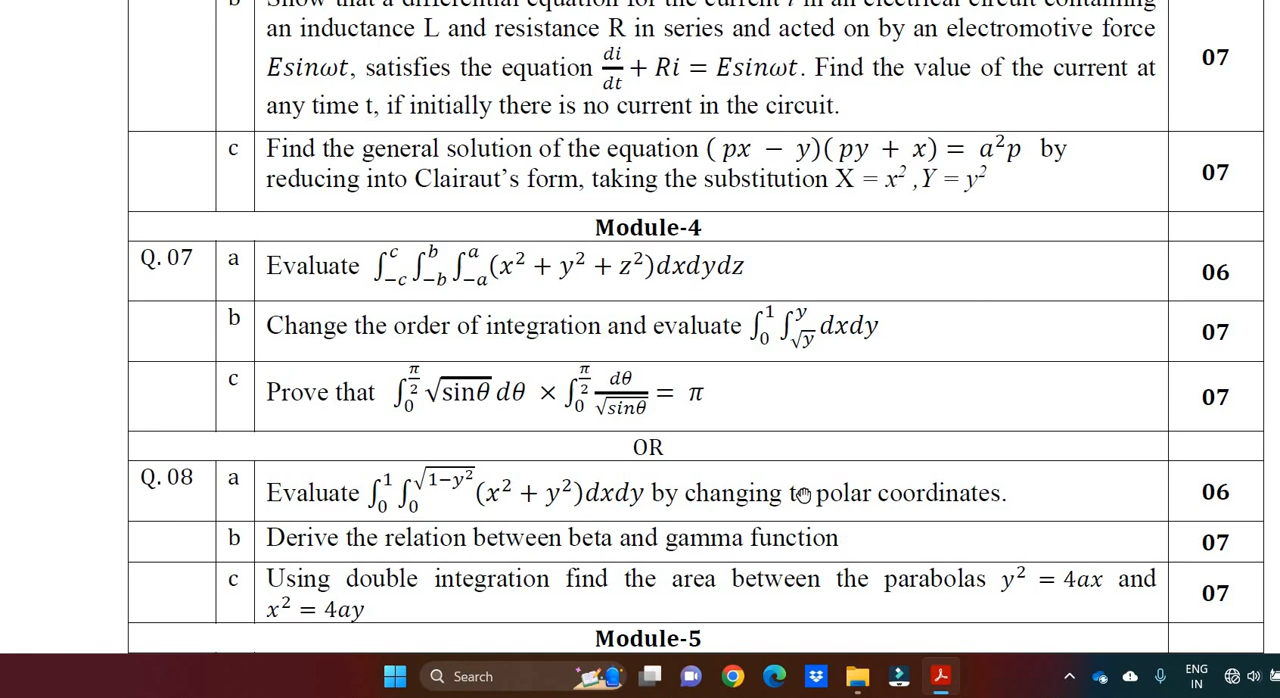 b Show that a differential equation for the current i in an electrical circuit containing
an inductance L and resistance R in series and acted on by an electromotive force
Esinωt, satisfies the equation di/dt + Ri = Esinωt. Find the value of the current at 07
any time t, if initially there is no current in the circuit.
c Find the general solution of the equation ( px − y)( py + x) = a²p by
reducing into Clairaut's form, taking the substitution X = x² , Y = y² 07
Module-4
Q. 07 a Evaluate ∫_{-c}^{c} ∫_{-b}^{b} ∫_{-a}^{a} (x² + y² + z²)dxdydz 06
b Change the order of integration and evaluate ∫_0^1 ∫_{√y}^{y} dxdy 07
c Prove that ∫_0^{π/2} √sinθ dθ × ∫_0^{π/2} dθ/√sinθ = π 07
OR
Q. 08 a Evaluate ∫_0^1 ∫_0^{√(1−y²)} (x² + y²)dxdy by changing to polar coordinates. 06
b Derive the relation between beta and gamma function 07
c Using double integration find the area between the parabolas y² = 4ax and
x² = 4ay 07
Module-5
Search
ENG
IN